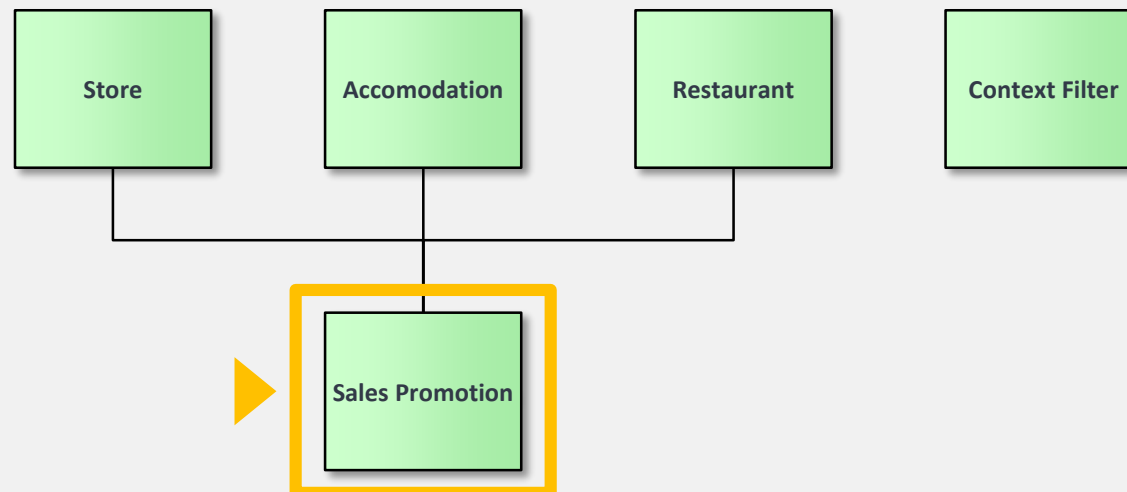 Store
Accomodation
Restaurant
Context Filter
Sales Promotion